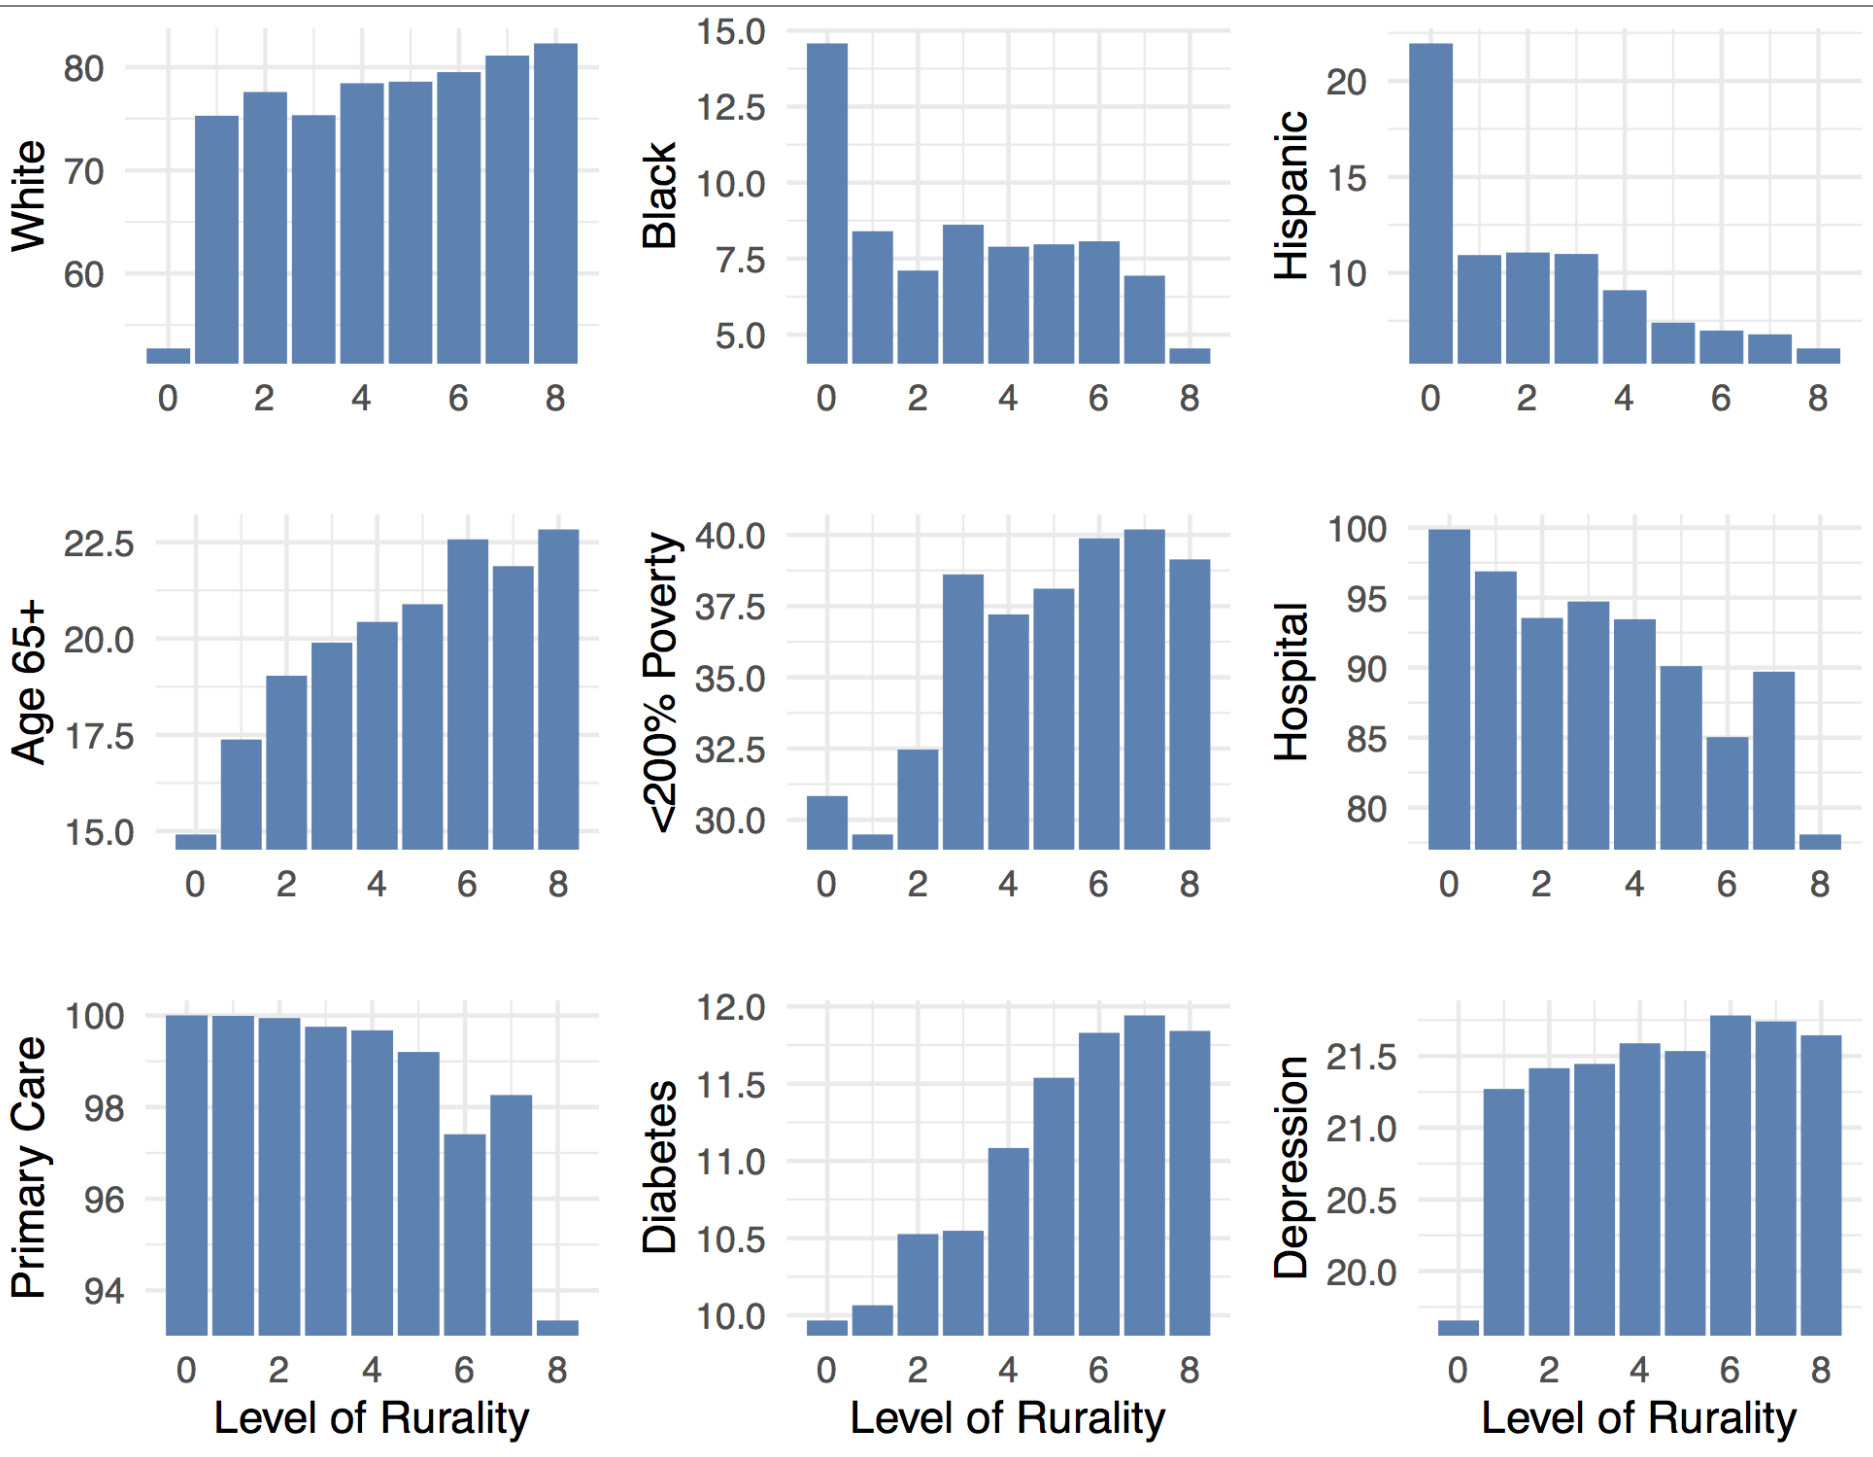 White
80
70
60
0 2 4 6 8
Black
15.0
12.5
10.0
7.5
5.0
0 2 4 6 8
Hispanic
20
15
10
0 2 4 6 8
Age 65+
22.5
20.0
17.5
15.0
0 2 4 6 8
<200% Poverty
40.0
37.5
35.0
32.5
30.0
0 2 4 6 8
Hospital
100
95
90
85
80
0 2 4 6 8
Primary Care
100
98
96
94
0 2 4 6 8
Level of Rurality
Diabetes
12.0
11.5
11.0
10.5
10.0
0 2 4 6 8
Level of Rurality
Depression
21.5
21.0
20.5
20.0
0 2 4 6 8
Level of Rurality